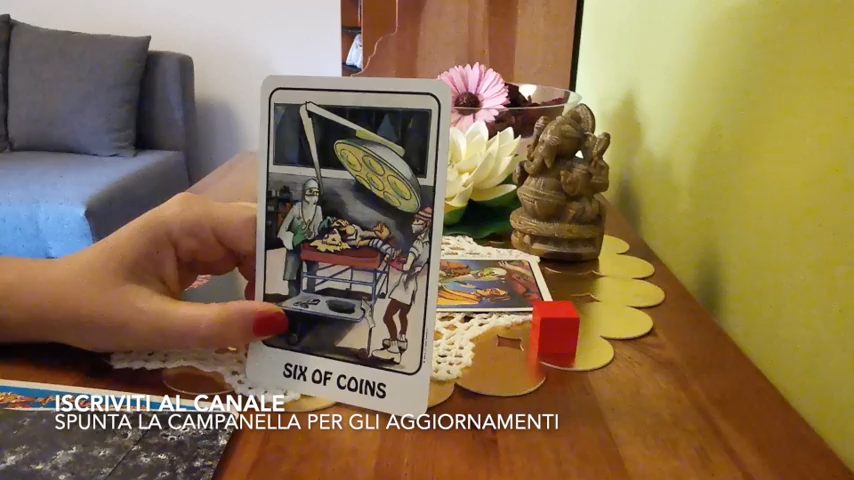 SIX OF COINS
ISCRIVITI AL CANALE
SPUNTA LA CAMPANELLA PER GLI AGGIORNAMENTI